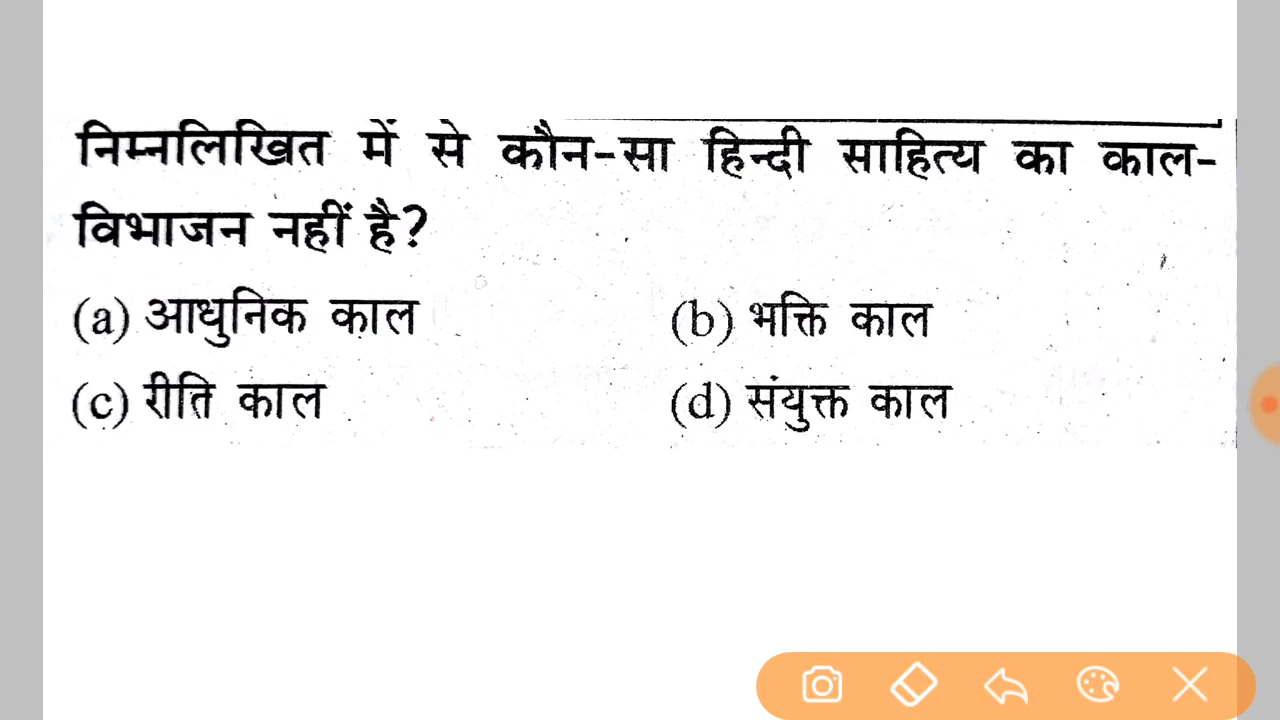 निम्नलिखित में से कौन-सा हिन्दी साहित्य का काल-
विभाजन नहीं है?
(a) आधुनिक काल (b) भक्ति काल
(c) रीति काल (d) संयुक्त काल